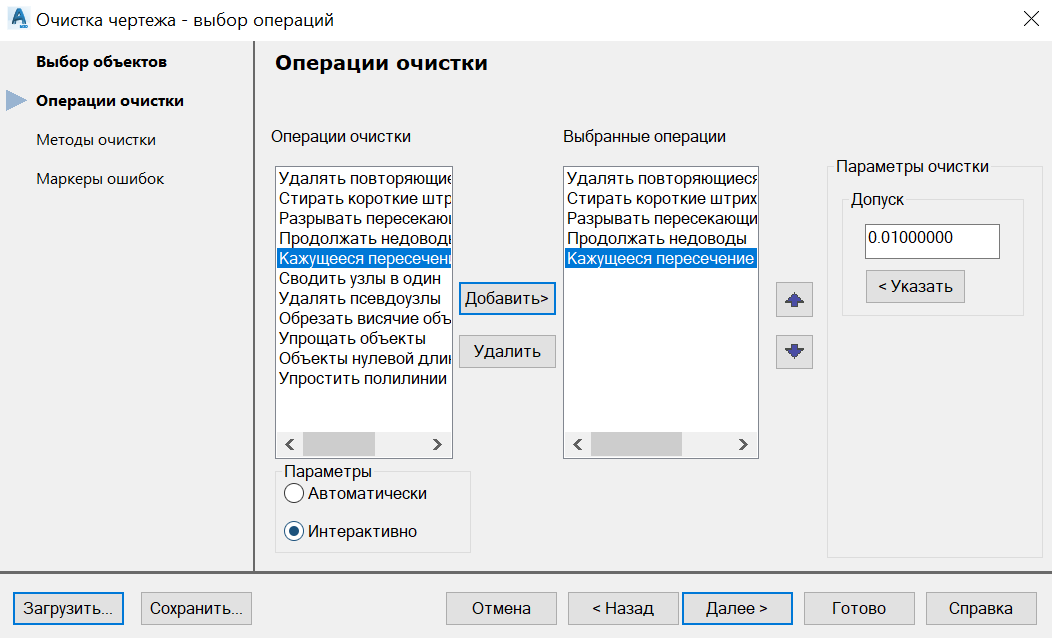 Очистка чертежа - выбор операций
Выбор объектов
Операции очистки
Методы очистки
Маркеры ошибок
Операции очистки
Операции очистки
Удалять повторяющие
Стирать короткие штр
Разрывать пересекаю
Продолжать недовод
Кажущееся пересечен
Сводить узлы в один
Удалять псевдоузлы
Обрезать висячие объ
Упрощать объекты
Объекты нулевой дли
Упростить полилинии
Добавить>
Удалить
Выбранные операции
Удалять повторяющиеся
Стирать короткие штрих
Разрывать пересекающи
Продолжать недоводы
Кажущееся пересечение
Параметры очистки
Допуск
0.01000000
< Указать
Параметры
Автоматически
Интерактивно
Загрузить...
Сохранить...
Отмена
< Назад
Далее >
Готово
Справка